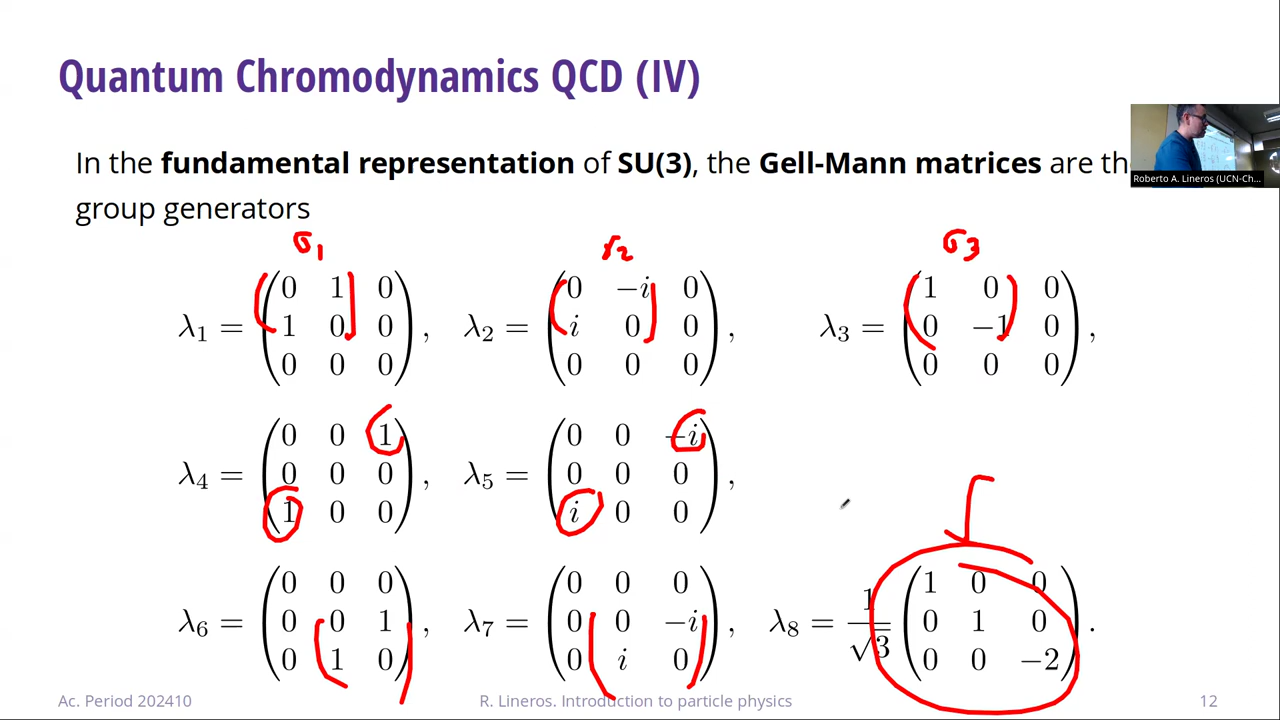 Quantum Chromodynamics QCD (IV)
In the fundamental representation of SU(3), the Gell-Mann matrices are
group generators
Roberto A. Lineros (UCN-Ch...
σ1 σ2 σ3
λ₁ = (0 1 0; 1 0 0; 0 0 0), λ₂ = (0 −i 0; i 0 0; 0 0 0), λ₃ = (1 0 0; 0 −1 0; 0 0 0),
λ₄ = (0 0 1; 0 0 0; 1 0 0), λ₅ = (0 0 −i; 0 0 0; i 0 0),
λ₆ = (0 0 0; 0 0 1; 0 1 0), λ₇ = (0 0 0; 0 0 −i; 0 i 0), λ₈ = 1/√3 (1 0 0; 0 1 0; 0 0 −2).
Ac. Period 202410 R. Lineros. Introduction to particle physics 12